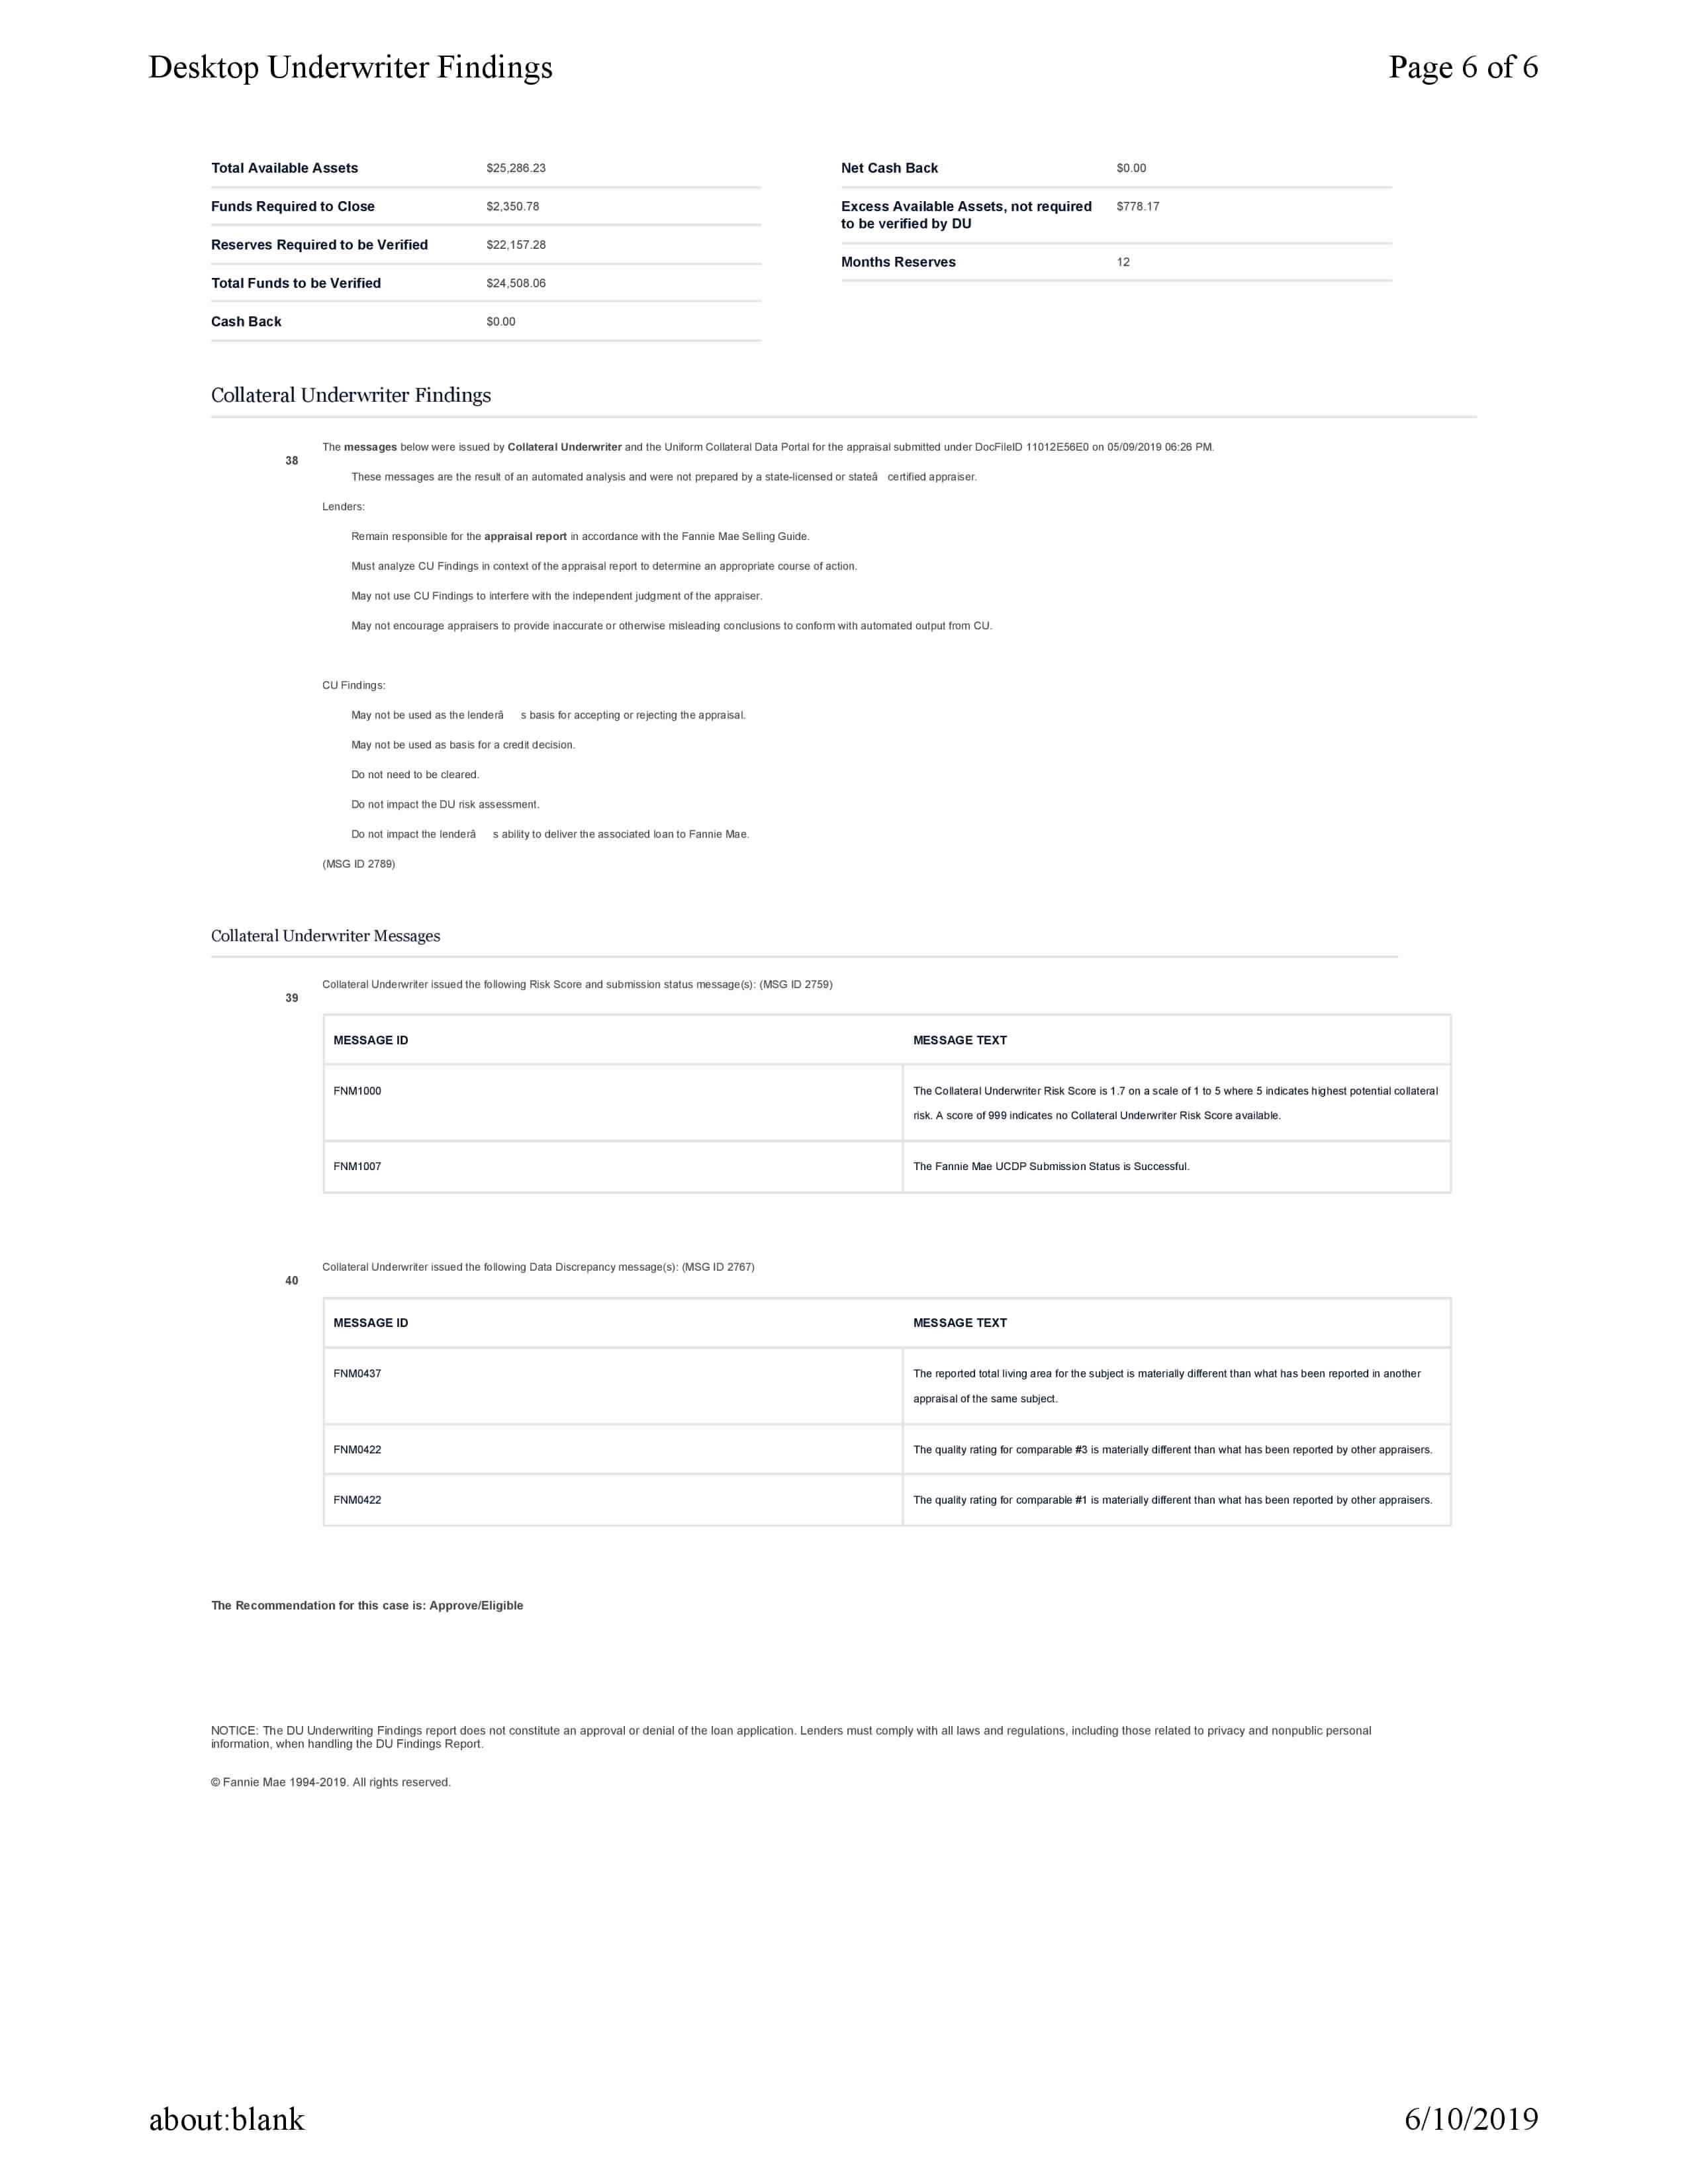 Desktop Underwriter Findings Page 6 of 6
Total Available Assets $25,286.23
Funds Required to Close $2,350.78
Reserves Required to be Verified $22,157.28
Total Funds to be Verified $24,508.06
Cash Back $0.00
Net Cash Back $0.00
Excess Available Assets, not required $778.17
to be verified by DU
Months Reserves 12
Collateral Underwriter Findings
38
The messages below were issued by Collateral Underwriter and the Uniform Collateral Data Portal for the appraisal submitted under DocFileID 11012E56E0 on 05/09/2019 06:26 PM.
These messages are the result of an automated analysis and were not prepared by a state-licensed or stateâ certified appraiser.
Lenders:
Remain responsible for the appraisal report in accordance with the Fannie Mae Selling Guide.
Must analyze CU Findings in context of the appraisal report to determine an appropriate course of action.
May not use CU Findings to interfere with the independent judgment of the appraiser.
May not encourage appraisers to provide inaccurate or otherwise misleading conclusions to conform with automated output from CU.
CU Findings:
May not be used as the lenderâ s basis for accepting or rejecting the appraisal.
May not be used as basis for a credit decision.
Do not need to be cleared.
Do not impact the DU risk assessment.
Do not impact the lenderâ s ability to deliver the associated loan to Fannie Mae.
(MSG ID 2789)
Collateral Underwriter Messages
39
Collateral Underwriter issued the following Risk Score and submission status message(s): (MSG ID 2759)
MESSAGE ID MESSAGE TEXT
FNM1000 The Collateral Underwriter Risk Score is 1.7 on a scale of 1 to 5 where 5 indicates highest potential collateral
risk. A score of 999 indicates no Collateral Underwriter Risk Score available.
FNM1007 The Fannie Mae UCDP Submission Status is Successful.
40
Collateral Underwriter issued the following Data Discrepancy message(s): (MSG ID 2767)
MESSAGE ID MESSAGE TEXT
FNM0437 The reported total living area for the subject is materially different than what has been reported in another
appraisal of the same subject.
FNM0422 The quality rating for comparable #3 is materially different than what has been reported by other appraisers.
FNM0422 The quality rating for comparable #1 is materially different than what has been reported by other appraisers.
The Recommendation for this case is: Approve/Eligible
NOTICE: The DU Underwriting Findings report does not constitute an approval or denial of the loan application. Lenders must comply with all laws and regulations, including those related to privacy and nonpublic personal
information, when handling the DU Findings Report.
© Fannie Mae 1994-2019. All rights reserved.
about:blank 6/10/2019